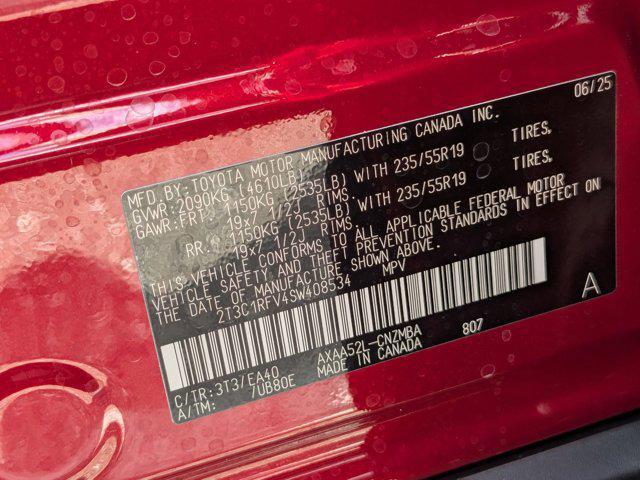 06/25
MFD.BY: TOYOTA MOTOR MANUFACTURING CANADA INC.
GVWR: 2090KG (4610LB)
GAWR: FRT. 1150KG (2535LB) WITH 235/55R19 TIRES,
19x7 1/2J RIMS,
RR. 1150KG (2535LB) WITH 235/55R19 TIRES,
19x7 1/2J RIMS.
THIS VEHICLE CONFORMS TO ALL APPLICABLE FEDERAL MOTOR
VEHICLE SAFETY AND THEFT PREVENTION STANDARDS IN EFFECT ON
THE DATE OF MANUFACTURE SHOWN ABOVE.
2T3C1RFV4SW408534 MPV
A
C/TR:3T3/EA40 AXAA52L-CNZMBA 807
A/TM: /UB80E MADE IN CANADA